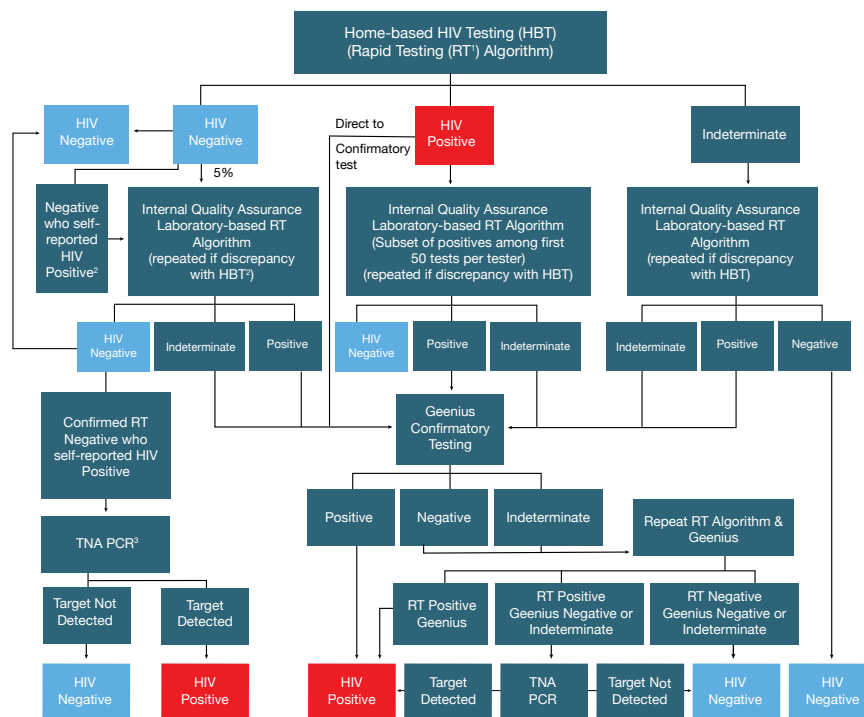 Home-based HIV Testing (HBT)
(Rapid Testing (RT¹) Algorithm)
HIV
Negative
HIV
Negative
Direct to
Confirmatory
test
HIV
Positive
Indeterminate
5%
Negative
who self-
reported
HIV
Positive²
Internal Quality Assurance
Laboratory-based RT
Algorithm
(repeated if discrepancy
with HBT²)
Internal Quality Assurance
Laboratory-based RT Algorithm
(Subset of positives among first
50 tests per tester)
(repeated if discrepancy with HBT)
Internal Quality Assurance
Laboratory-based RT
Algorithm
(repeated if discrepancy
with HBT)
HIV
Negative
Indeterminate
Positive
HIV
Negative
Positive
Indeterminate
Indeterminate
Positive
Negative
Confirmed RT
Negative who
self-reported HIV
Positive
Geenius
Confirmatory
Testing
Positive
Negative
Indeterminate
Repeat RT Algorithm &
Geenius
TNA PCR³
Target Not
Detected
Target
Detected
RT Positive
Geenius
RT Positive
Geenius Negative or
Indeterminate
RT Negative
Geenius Negative or
Indeterminate
HIV
Negative
HIV
Positive
HIV
Positive
Target
Detected
TNA
PCR
Target Not
Detected
HIV
Negative
HIV
Negative